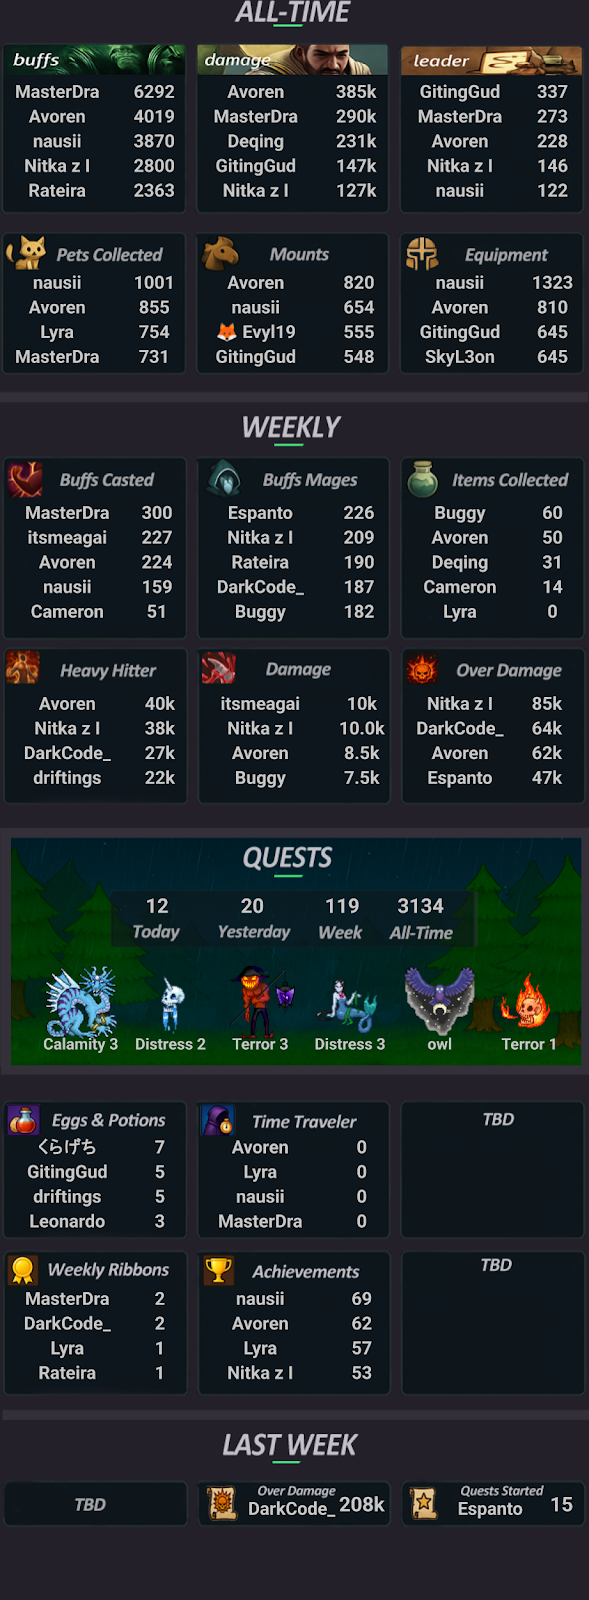 ALL-TIME
buffs
MasterDra 6292
Avoren 4019
nausii 3870
Nitka z l 2800
Rateira 2363
damage
Avoren 385k
MasterDra 290k
Deqing 231k
GitingGud 147k
Nitka z l 127k
leader
GitingGud 337
MasterDra 273
Avoren 228
Nitka z l 146
nausii 122
Pets Collected
nausii 1001
Avoren 855
Lyra 754
MasterDra 731
Mounts
Avoren 820
nausii 654
🦊 Evyl19 555
GitingGud 548
Equipment
nausii 1323
Avoren 810
GitingGud 645
SkyL3on 645
WEEKLY
Buffs Casted
MasterDra 300
itsmeagai 227
Avoren 224
nausii 159
Cameron 51
Buffs Mages
Espanto 226
Nitka z l 209
Rateira 190
DarkCode_ 187
Buggy 182
Items Collected
Buggy 60
Avoren 50
Deqing 31
Cameron 14
Lyra 0
Heavy Hitter
Avoren 40k
Nitka z l 38k
DarkCode_ 27k
driftings 22k
Damage
itsmeagai 10k
Nitka z l 10.0k
Avoren 8.5k
Buggy 7.5k
Over Damage
Nitka z l 85k
DarkCode_ 64k
Avoren 62k
Espanto 47k
QUESTS
12 20 119 3134
Today Yesterday Week All-Time
Calamity 3 Distress 2 Terror 3 Distress 3 owl Terror 1
Eggs & Potions
くらげち 7
GitingGud 5
driftings 5
Leonardo 3
Time Traveler
Avoren 0
Lyra 0
nausii 0
MasterDra 0
TBD
Weekly Ribbons
MasterDra 2
DarkCode_ 2
Lyra 1
Rateira 1
Achievements
nausii 69
Avoren 62
Lyra 57
Nitka z l 53
TBD
LAST WEEK
TBD
Over Damage
DarkCode_ 208k
Quests Started
Espanto 15